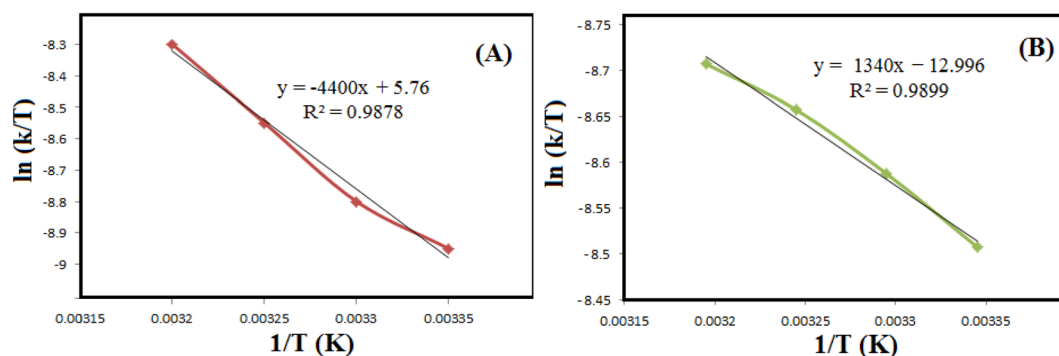 (A)
y = -4400x + 5.76
R² = 0.9878
ln (k/T)
-8.3
-8.4
-8.5
-8.6
-8.7
-8.8
-8.9
-9
0.00315
0.0032
0.00325
0.0033
0.00335
1/T (K)
(B)
y = 1340x − 12.996
R² = 0.9899
ln (k/T)
-8.75
-8.7
-8.65
-8.6
-8.55
-8.5
-8.45
0.00315
0.0032
0.00325
0.0033
0.00335
1/T (K)